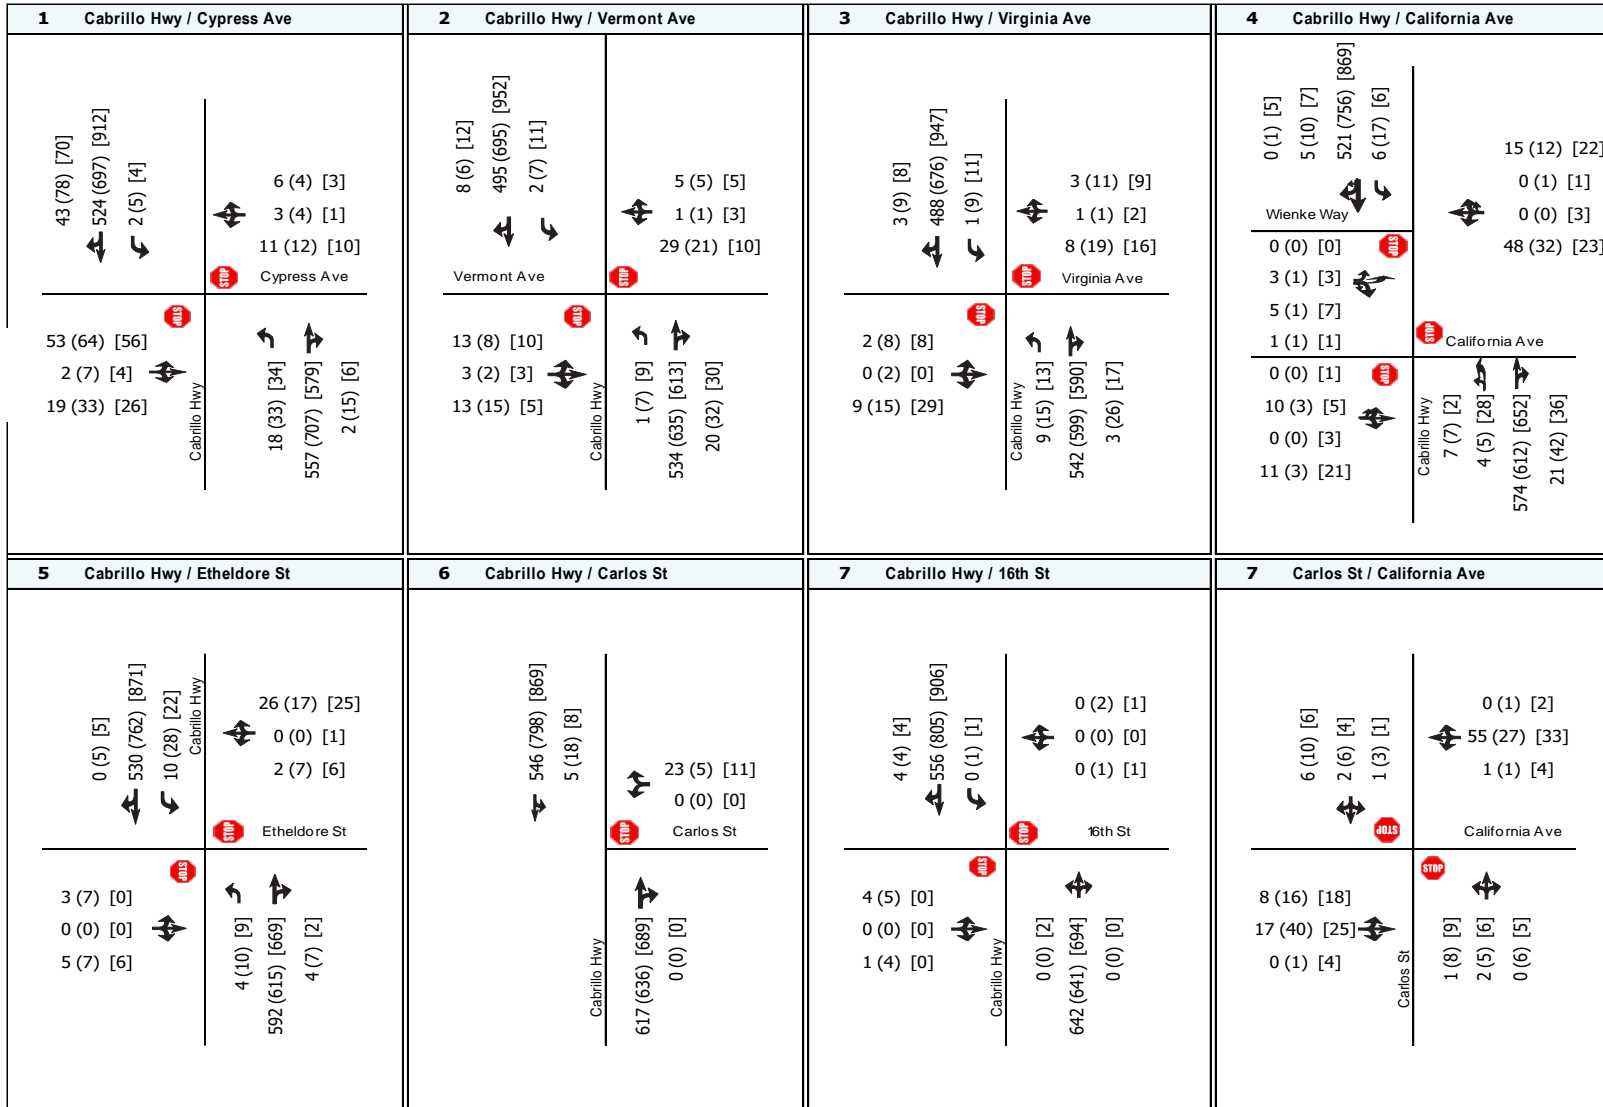 1 Cabrillo Hwy / Cypress Ave
43 (78) [70]
524 (697) [912]
2 (5) [4]
6 (4) [3]
3 (4) [1]
11 (12) [10]
STOP
Cypress Ave
STOP
53 (64) [56]
2 (7) [4]
19 (33) [26]
Cabrillo Hwy
18 (33) [34]
557 (707) [579]
2 (15) [6]
2 Cabrillo Hwy / Vermont Ave
8 (6) [12]
495 (695) [952]
2 (7) [11]
5 (5) [5]
1 (1) [3]
29 (21) [10]
Vermont Ave
STOP
STOP
13 (8) [10]
3 (2) [3]
13 (15) [5]
Cabrillo Hwy
1 (7) [9]
534 (635) [613]
20 (32) [30]
3 Cabrillo Hwy / Virginia Ave
3 (9) [8]
488 (676) [947]
1 (9) [11]
3 (11) [9]
1 (1) [2]
8 (19) [16]
STOP
Virginia Ave
STOP
2 (8) [8]
0 (2) [0]
9 (15) [29]
Cabrillo Hwy
9 (15) [13]
542 (599) [590]
3 (26) [17]
4 Cabrillo Hwy / California Ave
0 (1) [5]
5 (10) [7]
521 (756) [869]
6 (17) [6]
15 (12) [22]
0 (1) [1]
0 (0) [3]
48 (32) [23]
Wienke Way
STOP
0 (0) [0]
3 (1) [3]
5 (1) [7]
1 (1) [1]
STOP
California Ave
STOP
0 (0) [1]
10 (3) [5]
0 (0) [3]
11 (3) [21]
Cabrillo Hwy
7 (7) [2]
4 (5) [28]
574 (612) [652]
21 (42) [36]
5 Cabrillo Hwy / Etheldore St
0 (5) [5]
530 (762) [871]
10 (28) [22]
Cabrillo Hwy
26 (17) [25]
0 (0) [1]
2 (7) [6]
STOP
Etheldore St
STOP
3 (7) [0]
0 (0) [0]
5 (7) [6]
4 (10) [9]
592 (615) [669]
4 (7) [2]
6 Cabrillo Hwy / Carlos St
546 (798) [869]
5 (18) [8]
23 (5) [11]
0 (0) [0]
STOP
Carlos St
Cabrillo Hwy
617 (636) [689]
0 (0) [0]
7 Cabrillo Hwy / 16th St
4 (4) [4]
556 (805) [906]
0 (1) [1]
0 (2) [1]
0 (0) [0]
0 (1) [1]
STOP
16th St
STOP
4 (5) [0]
0 (0) [0]
1 (4) [0]
Cabrillo Hwy
0 (0) [2]
642 (641) [694]
0 (0) [0]
7 Carlos St / California Ave
6 (10) [6]
2 (6) [4]
1 (3) [1]
0 (1) [2]
55 (27) [33]
1 (1) [4]
STOP
California Ave
STOP
8 (16) [18]
17 (40) [25]
0 (1) [4]
Carlos St
1 (8) [9]
2 (5) [6]
0 (6) [5]